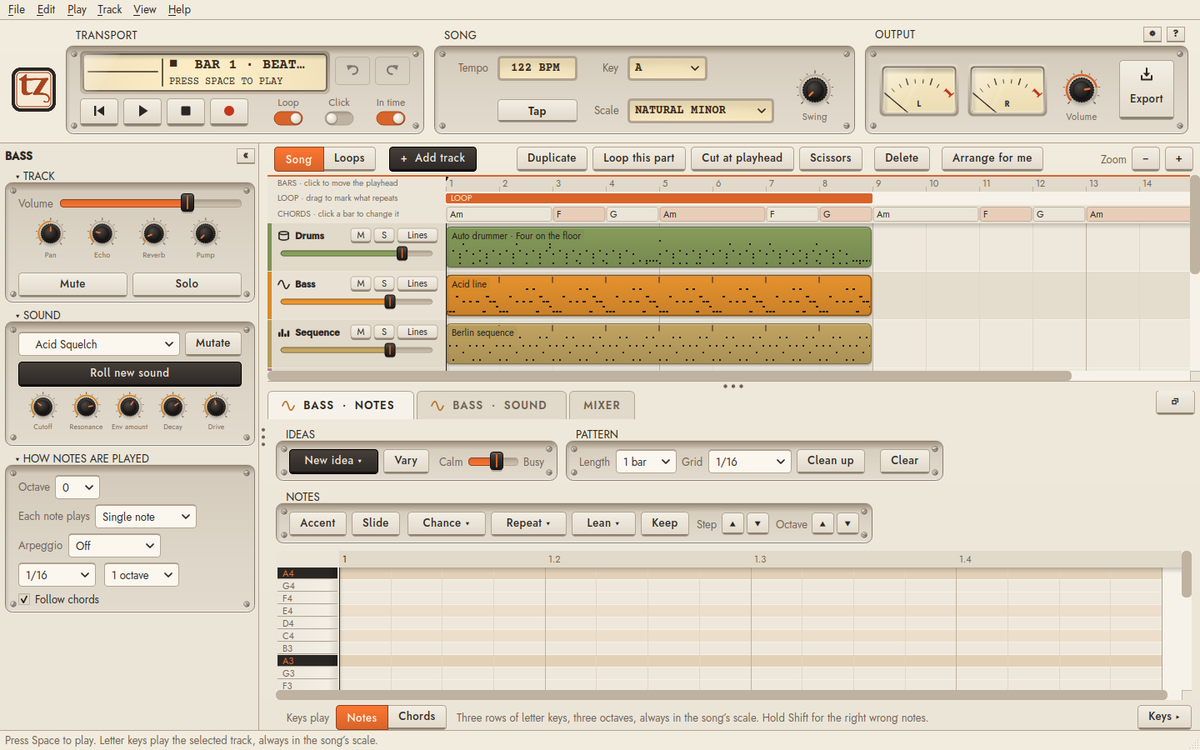 File Edit Play Track View Help
TRANSPORT
SONG
OUTPUT
tz
BAR 1 · BEAT…
PRESS SPACE TO PLAY
Loop Click In time
Tempo 122 BPM Key A
Tap Scale NATURAL MINOR
Swing
L R
Volume
Export
BASS
TRACK
Volume
Pan Echo Reverb Pump
Mute Solo
SOUND
Acid Squelch Mutate
Roll new sound
Cutoff Resonance Env amount Decay Drive
HOW NOTES ARE PLAYED
Octave 0
Each note plays Single note
Arpeggio Off
1/16 1 octave
Follow chords
Song Loops + Add track Duplicate Loop this part Cut at playhead Scissors Delete Arrange for me Zoom − +
BARS · click to move the playhead 1 2 3 4 5 6 7 8 9 10 11 12 13 14
LOOP · drag to mark what repeats LOOP
CHORDS · click a bar to change it Am F G Am F G Am F G Am
Drums M S Lines Auto drummer · Four on the floor
Bass M S Lines Acid line
Sequence M S Lines Berlin sequence
BASS · NOTES BASS · SOUND MIXER
IDEAS
New idea Vary Calm Busy
PATTERN
Length 1 bar Grid 1/16 Clean up Clear
NOTES
Accent Slide Chance Repeat Lean Keep Step Octave
1 1.2 1.3 1.4
A4
G4
F4
E4
D4
C4
B3
A3
G3
F3
Keys play Notes Chords Three rows of letter keys, three octaves, always in the song's scale. Hold Shift for the right wrong notes. Keys
Press Space to play. Letter keys play the selected track, always in the song's scale.